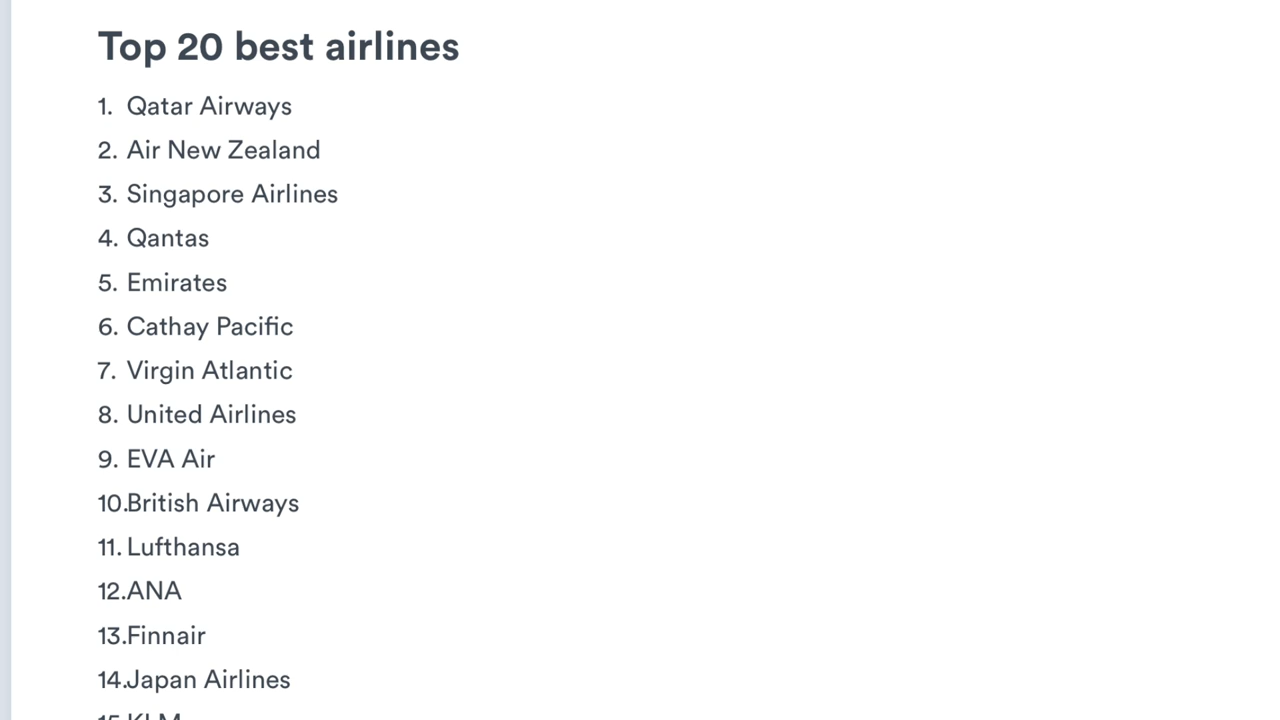 Top 20 best airlines
1. Qatar Airways
2. Air New Zealand
3. Singapore Airlines
4. Qantas
5. Emirates
6. Cathay Pacific
7. Virgin Atlantic
8. United Airlines
9. EVA Air
10.British Airways
11. Lufthansa
12.ANA
13.Finnair
14.Japan Airlines
15.KLM